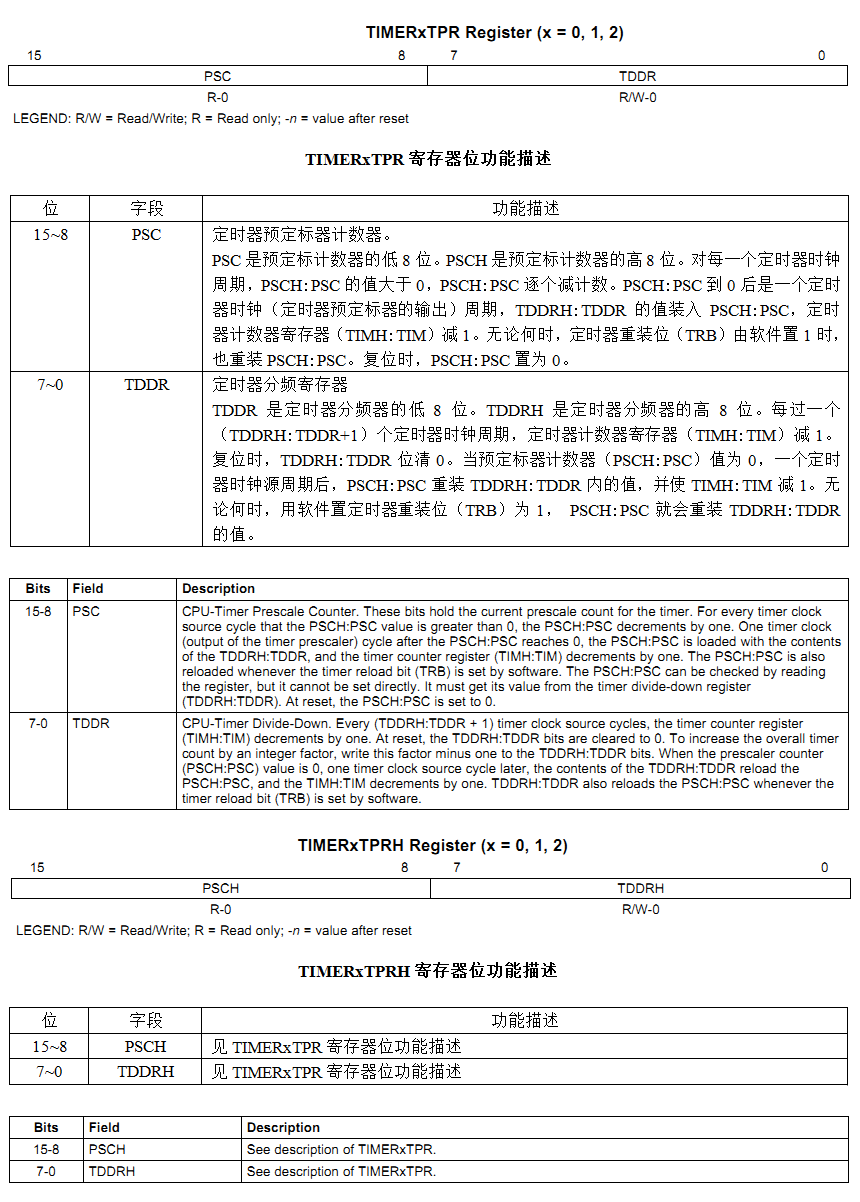 TIMERxTPR Register (x = 0, 1, 2)
15 8 7 0
PSC TDDR
R-0 R/W-0
LEGEND: R/W = Read/Write; R = Read only; -n = value after reset
TIMERxTPR 寄存器位功能描述
位 字段 功能描述
15~8 PSC 定时器预定标器计数器。
PSC 是预定标计数器的低 8 位。PSCH 是预定标计数器的高 8 位。对每一个定时器时钟
周期，PSCH:PSC 的值大于 0，PSCH:PSC 逐个减计数。PSCH:PSC 到 0 后是一个定时
器时钟（定时器预定标器的输出）周期，TDDRH:TDDR 的值装入 PSCH:PSC，定时
器计数器寄存器（TIMH:TIM）减 1。无论何时，定时器重装位（TRB）由软件置 1 时，
也重装 PSCH:PSC。复位时，PSCH:PSC 置为 0。
7~0 TDDR 定时器分频寄存器
TDDR 是定时器分频器的低 8 位。TDDRH 是定时器分频器的高 8 位。每过一个
（TDDRH:TDDR+1）个定时器时钟周期，定时器计数器寄存器（TIMH:TIM）减 1。
复位时，TDDRH:TDDR 位清 0。当预定标器计数器（PSCH:PSC）值为 0，一个定时
器时钟源周期后，PSCH:PSC 重装 TDDRH:TDDR 内的值，并使 TIMH:TIM 减 1。无
论何时，用软件置定时器重装位（TRB）为 1， PSCH:PSC 就会重装 TDDRH:TDDR
的值。
Bits Field Description
15-8 PSC CPU-Timer Prescale Counter. These bits hold the current prescale count for the timer. For every timer clock
source cycle that the PSCH:PSC value is greater than 0, the PSCH:PSC decrements by one. One timer clock
(output of the timer prescaler) cycle after the PSCH:PSC reaches 0, the PSCH:PSC is loaded with the contents
of the TDDRH:TDDR, and the timer counter register (TIMH:TIM) decrements by one. The PSCH:PSC is also
reloaded whenever the timer reload bit (TRB) is set by software. The PSCH:PSC can be checked by reading
the register, but it cannot be set directly. It must get its value from the timer divide-down register
(TDDRH:TDDR). At reset, the PSCH:PSC is set to 0.
7-0 TDDR CPU-Timer Divide-Down. Every (TDDRH:TDDR + 1) timer clock source cycles, the timer counter register
(TIMH:TIM) decrements by one. At reset, the TDDRH:TDDR bits are cleared to 0. To increase the overall timer
count by an integer factor, write this factor minus one to the TDDRH:TDDR bits. When the prescaler counter
(PSCH:PSC) value is 0, one timer clock source cycle later, the contents of the TDDRH:TDDR reload the
PSCH:PSC, and the TIMH:TIM decrements by one. TDDRH:TDDR also reloads the PSCH:PSC whenever the
timer reload bit (TRB) is set by software.
TIMERxTPRH Register (x = 0, 1, 2)
15 8 7 0
PSCH TDDRH
R-0 R/W-0
LEGEND: R/W = Read/Write; R = Read only; -n = value after reset
TIMERxTPRH 寄存器位功能描述
位 字段 功能描述
15~8 PSCH 见 TIMERxTPR 寄存器位功能描述
7~0 TDDRH 见 TIMERxTPR 寄存器位功能描述
Bits Field Description
15-8 PSCH See description of TIMERxTPR.
7-0 TDDRH See description of TIMERxTPR.